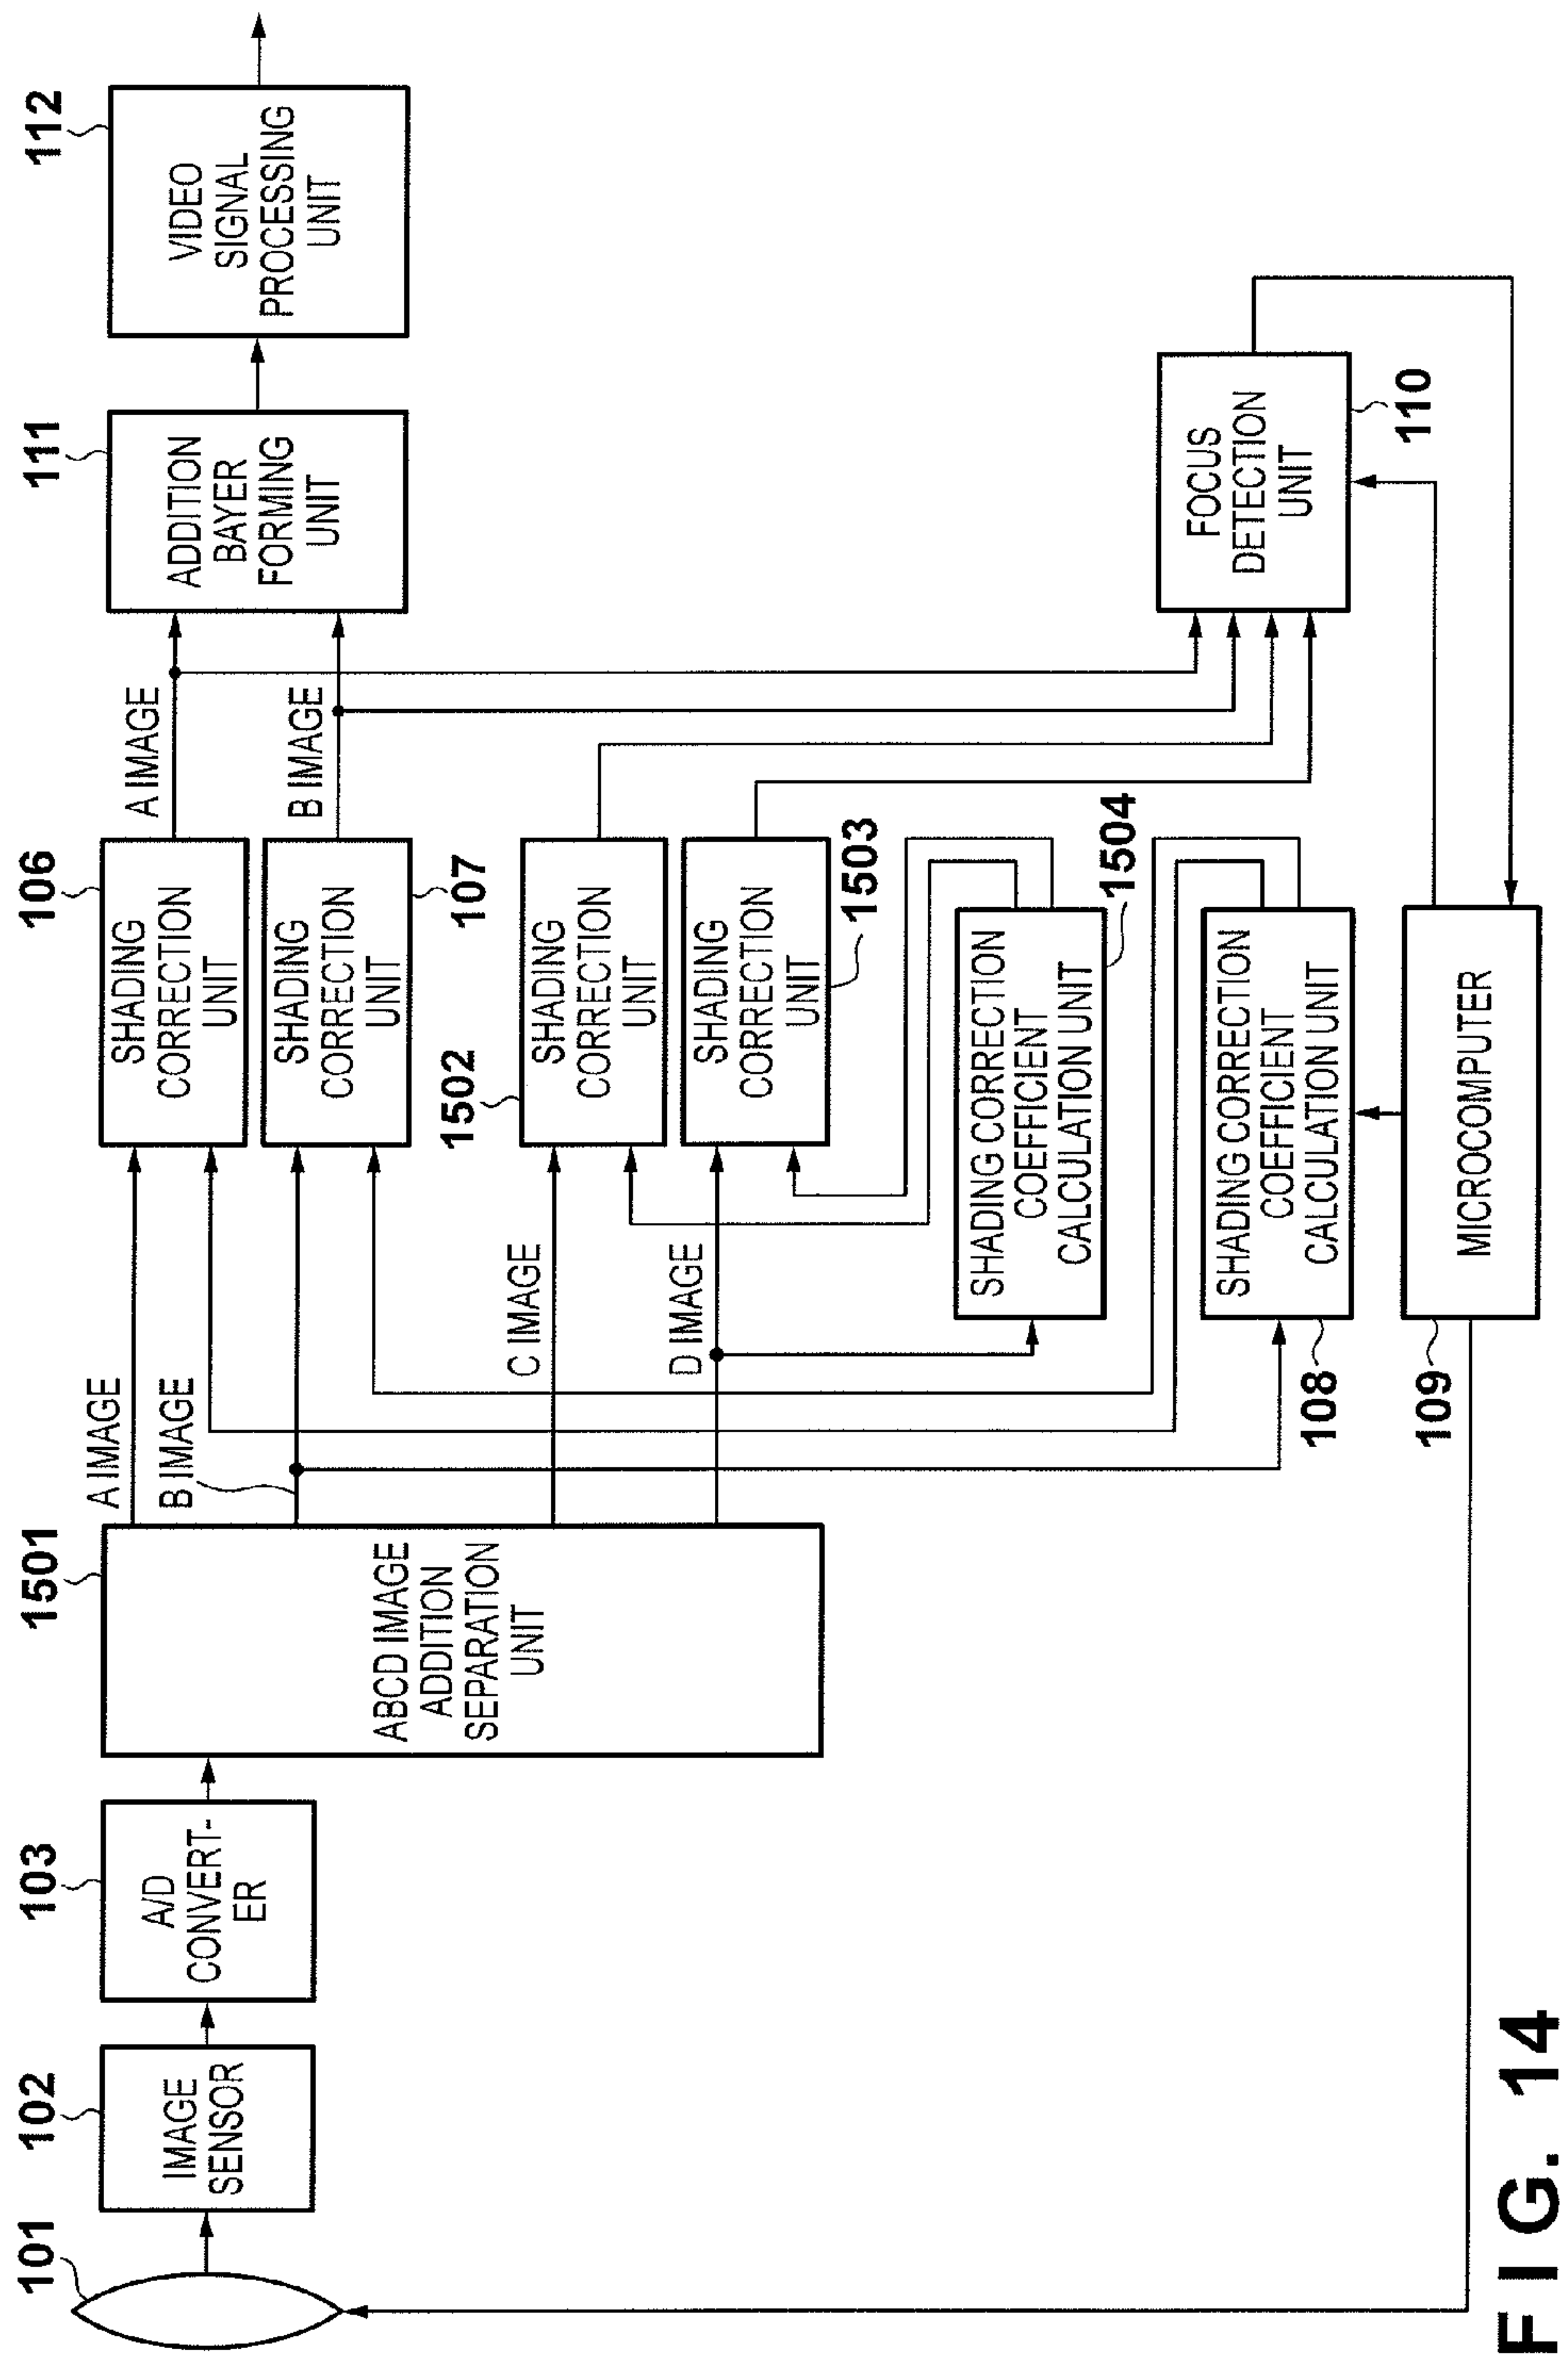 101
102
IMAGE
SENSOR
103
A/D
CONVERT-
ER
1501
ABCD IMAGE
ADDITION
SEPARATION
UNIT
A IMAGE
B IMAGE
C IMAGE
D IMAGE
106
SHADING
CORRECTION
UNIT
SHADING
CORRECTION
UNIT
107
1502
SHADING
CORRECTION
UNIT
SHADING
CORRECTION
UNIT
1503
SHADING CORRECTION
COEFFICIENT
CALCULATION UNIT
1504
SHADING CORRECTION
COEFFICIENT
CALCULATION UNIT
108
MICROCOMPUTER
109
A IMAGE
B IMAGE
111
ADDITION
BAYER
FORMING
UNIT
112
VIDEO
SIGNAL
PROCESSING
UNIT
FOCUS
DETECTION
UNIT
110
FIG. 14